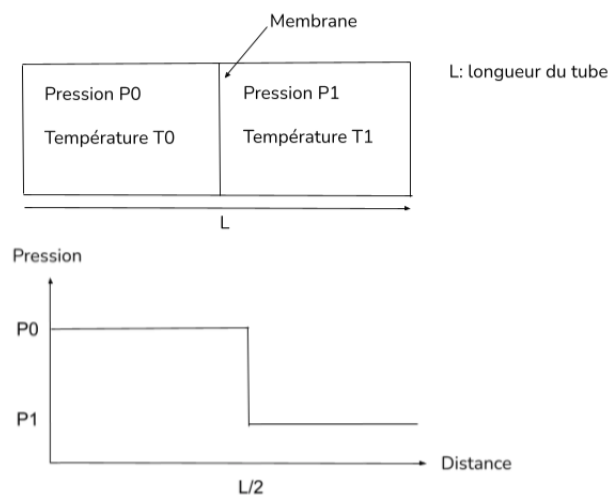 Membrane
L: longueur du tube
Pression P0
Pression P1
Température T0
Température T1
L
Pression
P0
P1
Distance
L/2